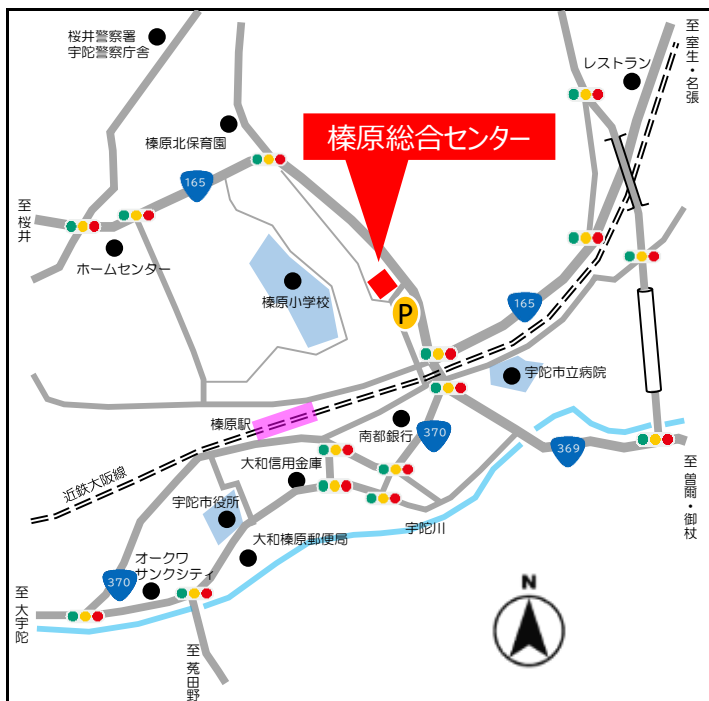 桜井警察署
宇陀警察庁舎
至室生・名張
レストラン
榛原総合センター
榛原北保育園
165
至桜井
ホームセンター
榛原小学校
P
165
宇陀市立病院
榛原駅
南都銀行
370
369
大和信用金庫
近鉄大阪線
至曽爾・御杖
宇陀市役所
宇陀川
大和榛原郵便局
オークワ
サンクシティ
370
至大宇陀
至菟田野
N